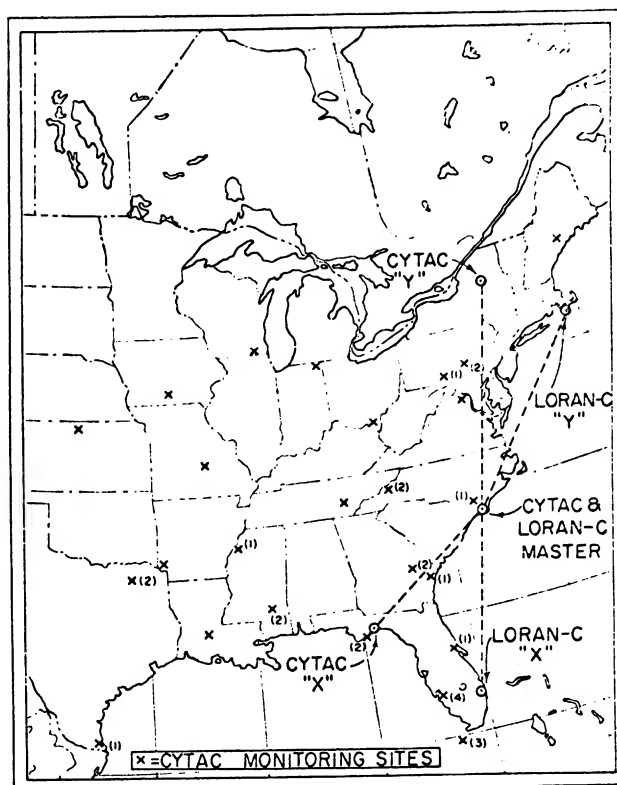 CYTAC
"Y"
(1)
(2)
LORAN-C
"Y"
(2)
(1)
CYTAC &
LORAN-C
MASTER
(1)
(2)
(2)
(1)
(2)
(2)
(1)
LORAN-C
"X"
CYTAC
"X"
(4)
(3)
(1)
×=CYTAC MONITORING SITES